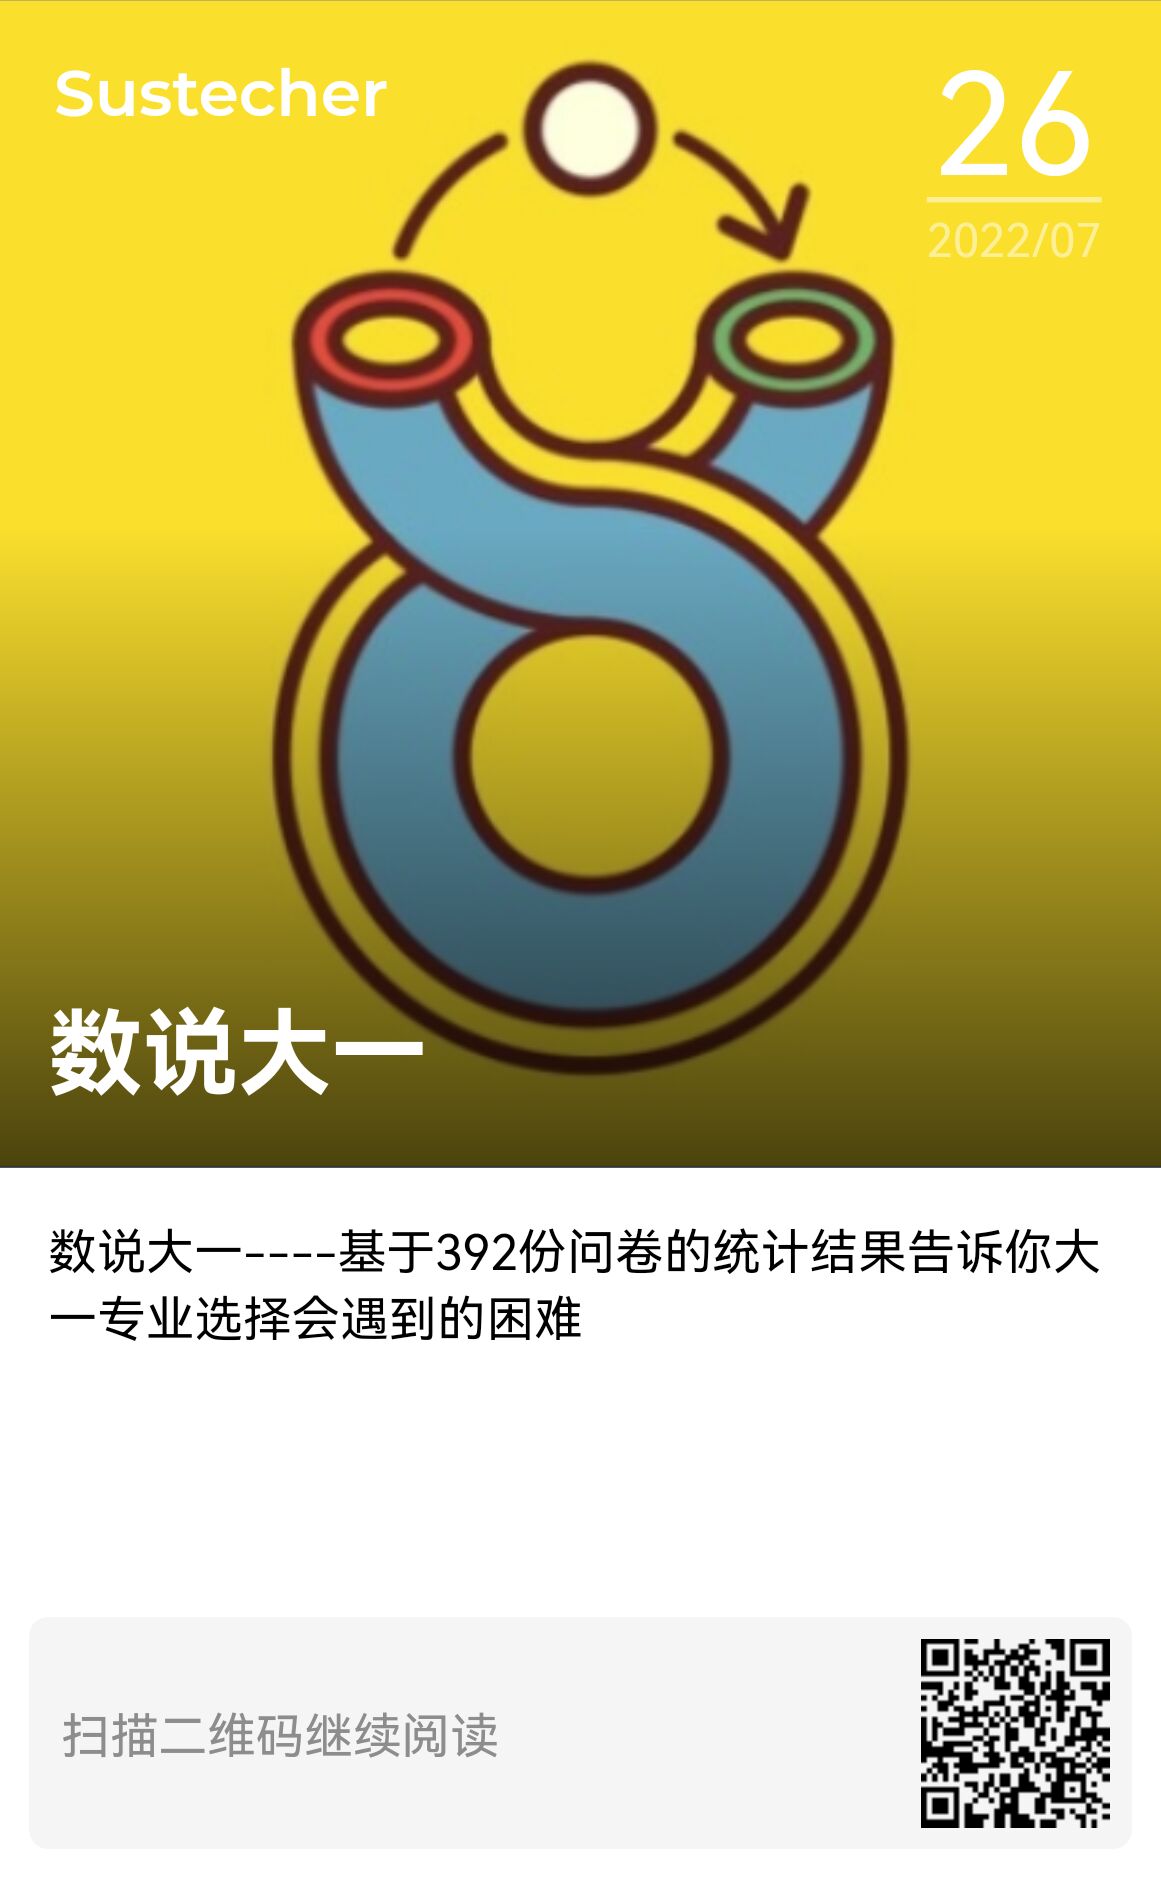 Sustecher
26
2022/07
数说大一
数说大一----基于392份问卷的统计结果告诉你大
一专业选择会遇到的困难
扫描二维码继续阅读